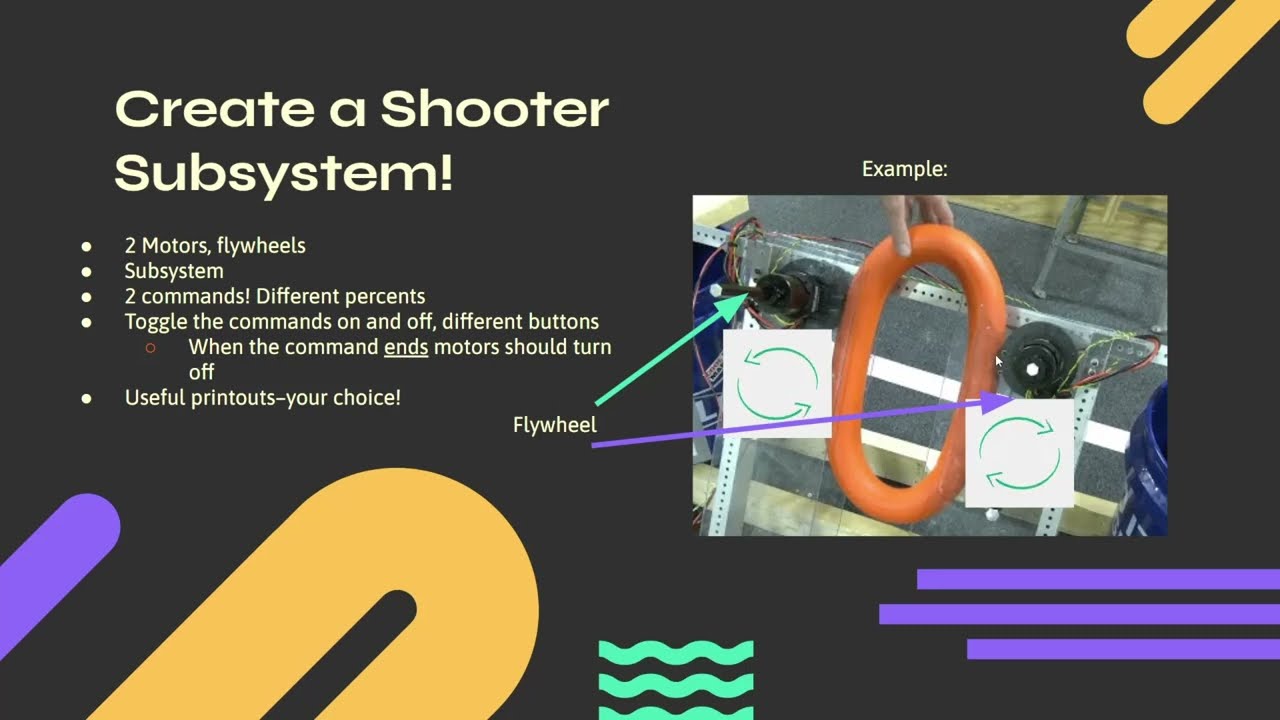 Create a Shooter
Subsystem!
● 2 Motors, flywheels
● Subsystem
● 2 commands! Different percents
● Toggle the commands on and off, different buttons
○ When the command ends motors should turn
off
● Useful printouts–your choice!
Example:
Flywheel